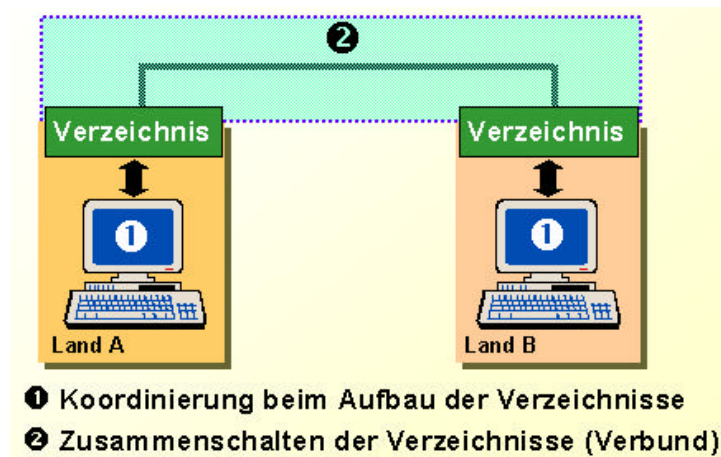 ❷
Verzeichnis Verzeichnis
❶ ❶
Land A Land B
❶ Koordinierung beim Aufbau der Verzeichnisse
❷ Zusammenschalten der Verzeichnisse (Verbund)